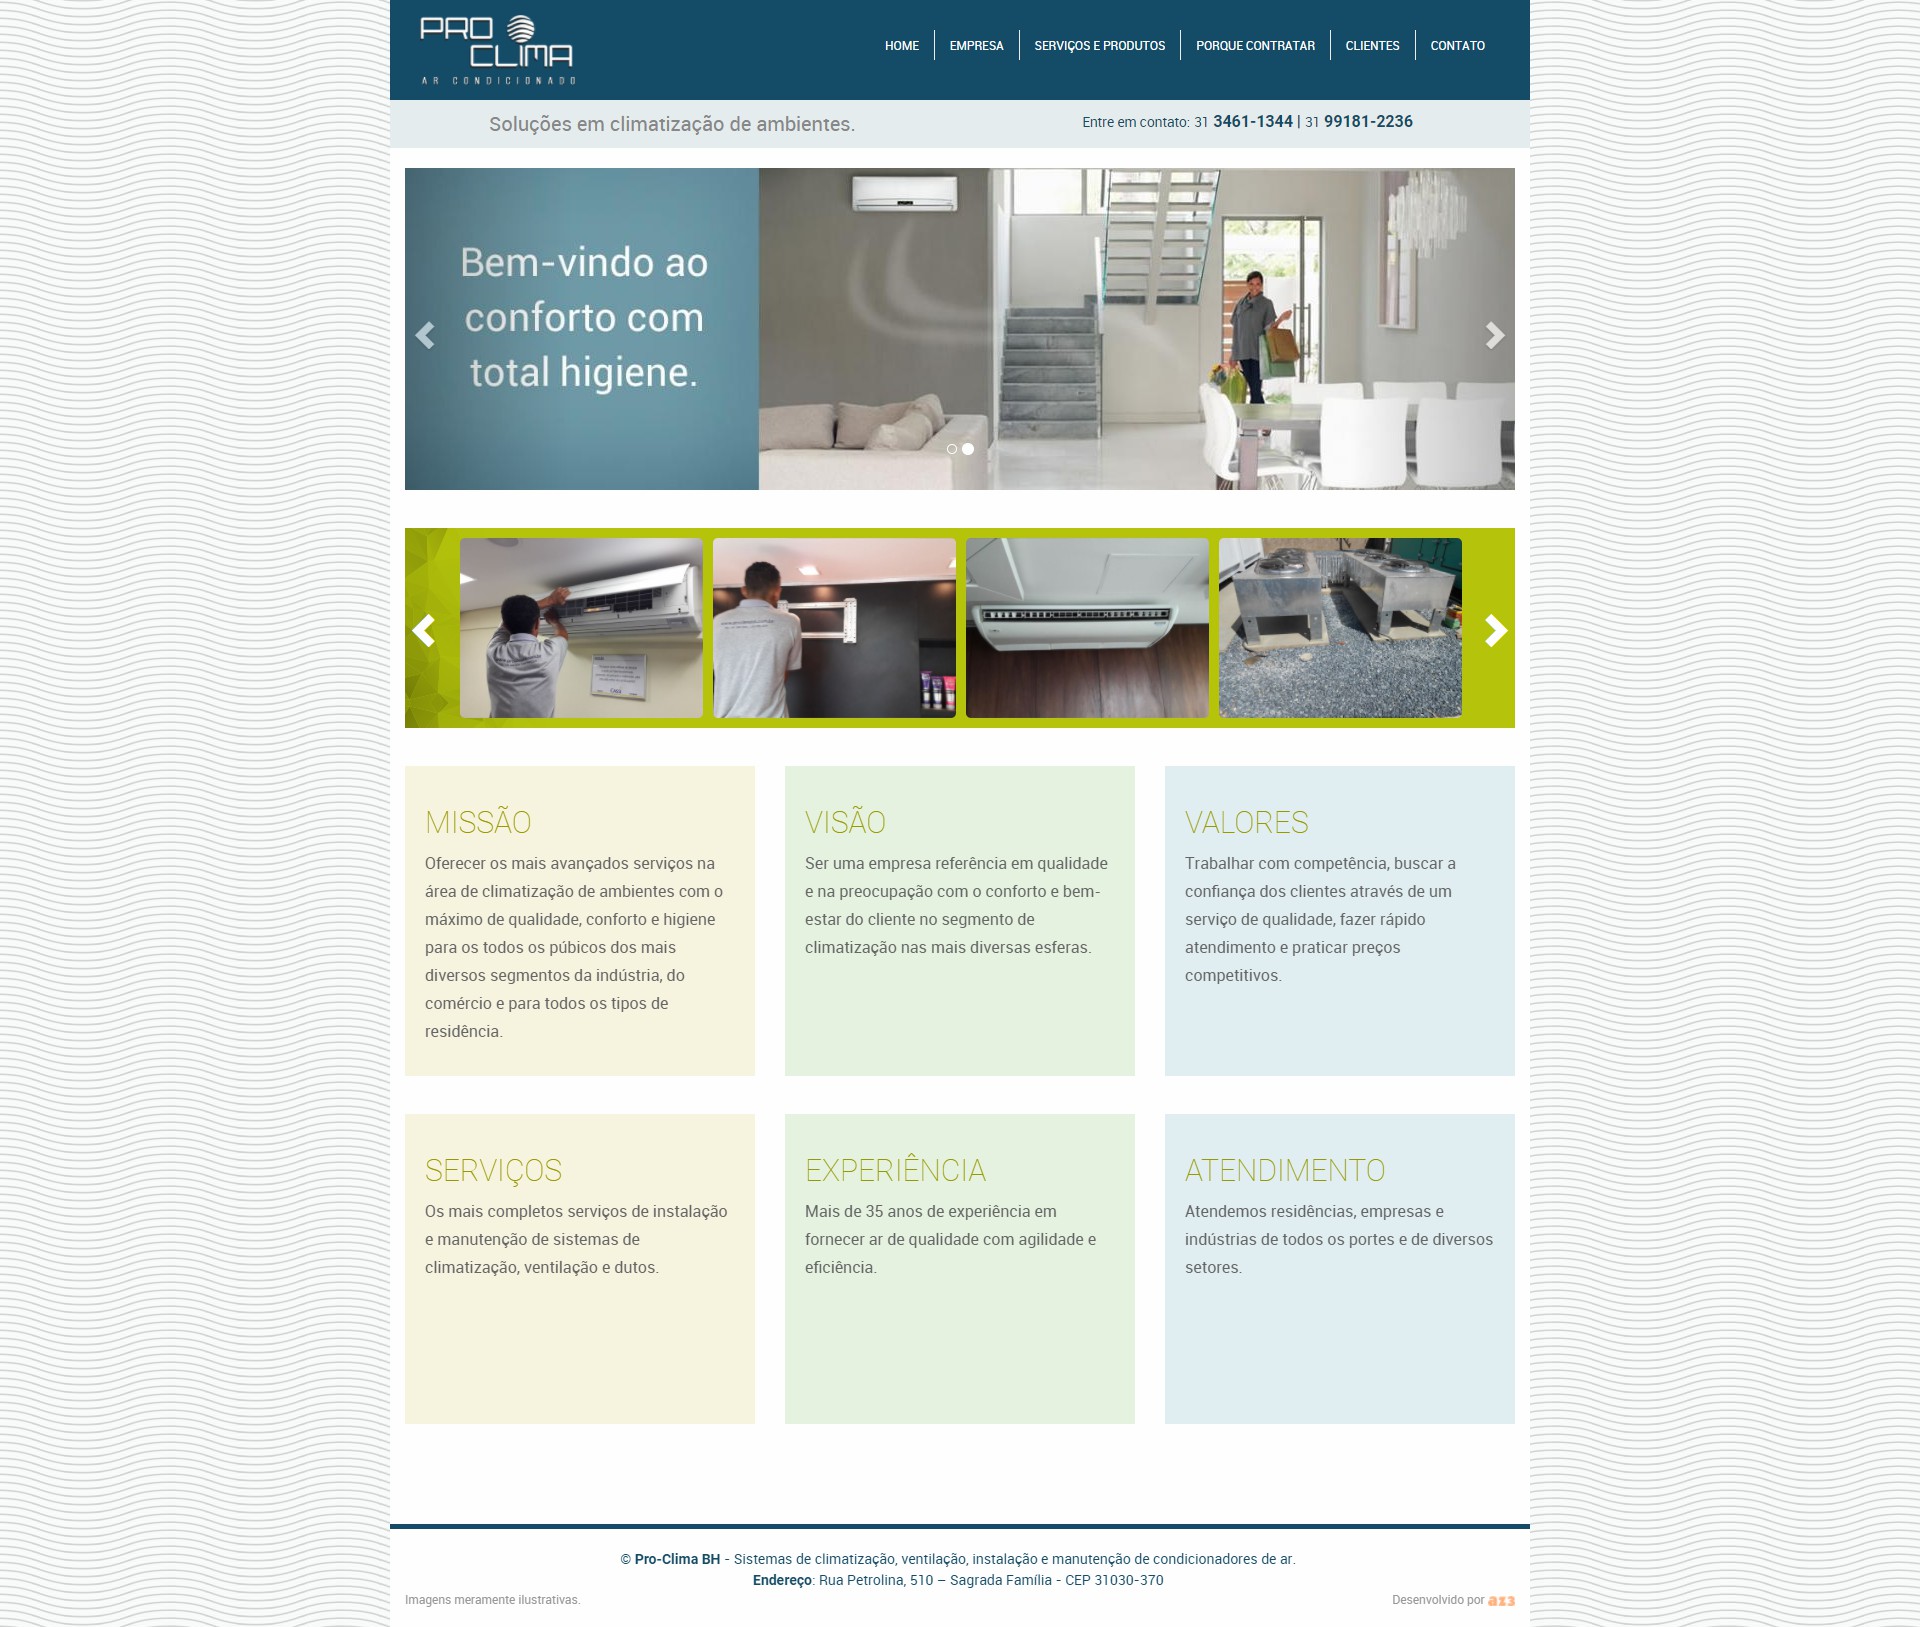 PRO CLIMA
AR CONDICIONADO
HOME
EMPRESA
SERVIÇOS E PRODUTOS
PORQUE CONTRATAR
CLIENTES
CONTATO
Soluções em climatização de ambientes.
Entre em contato: 31 3461-1344 | 31 99181-2236
Bem-vindo ao
conforto com
total higiene.
MISSÃO
Oferecer os mais avançados serviços na
área de climatização de ambientes com o
máximo de qualidade, conforto e higiene
para os todos os púbicos dos mais
diversos segmentos da indústria, do
comércio e para todos os tipos de
residência.
VISÃO
Ser uma empresa referência em qualidade
e na preocupação com o conforto e bem-
estar do cliente no segmento de
climatização nas mais diversas esferas.
VALORES
Trabalhar com competência, buscar a
confiança dos clientes através de um
serviço de qualidade, fazer rápido
atendimento e praticar preços
competitivos.
SERVIÇOS
Os mais completos serviços de instalação
e manutenção de sistemas de
climatização, ventilação e dutos.
EXPERIÊNCIA
Mais de 35 anos de experiência em
fornecer ar de qualidade com agilidade e
eficiência.
ATENDIMENTO
Atendemos residências, empresas e
indústrias de todos os portes e de diversos
setores.
© Pro-Clima BH - Sistemas de climatização, ventilação, instalação e manutenção de condicionadores de ar.
Endereço: Rua Petrolina, 510 – Sagrada Família - CEP 31030-370
Imagens meramente ilustrativas.
Desenvolvido por a13